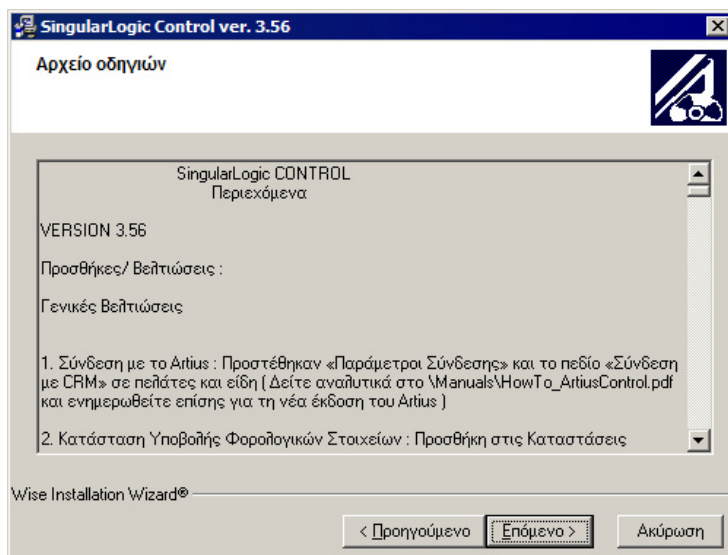 SingularLogic Control ver. 3.56
Αρχείο οδηγιών
SingularLogic CONTROL
Περιεχόμενα
VERSION 3.56
Προσθήκες/ Βελτιώσεις :
Γενικές Βελτιώσεις
1. Σύνδεση με το Artius : Προστέθηκαν «Παράμετροι Σύνδεσης» και το πεδίο «Σύνδεση
με CRM» σε πελάτες και είδη ( Δείτε αναλυτικά στο \Manuals\HowTo_ArtiusControl.pdf
και ενημερωθείτε επίσης για τη νέα έκδοση του Artius )
2. Κατάσταση Υποβολής Φορολογικών Στοιχείων : Προσθήκη στις Καταστάσεις
Wise Installation Wizard®
< Προηγούμενο
Επόμενο >
Ακύρωση